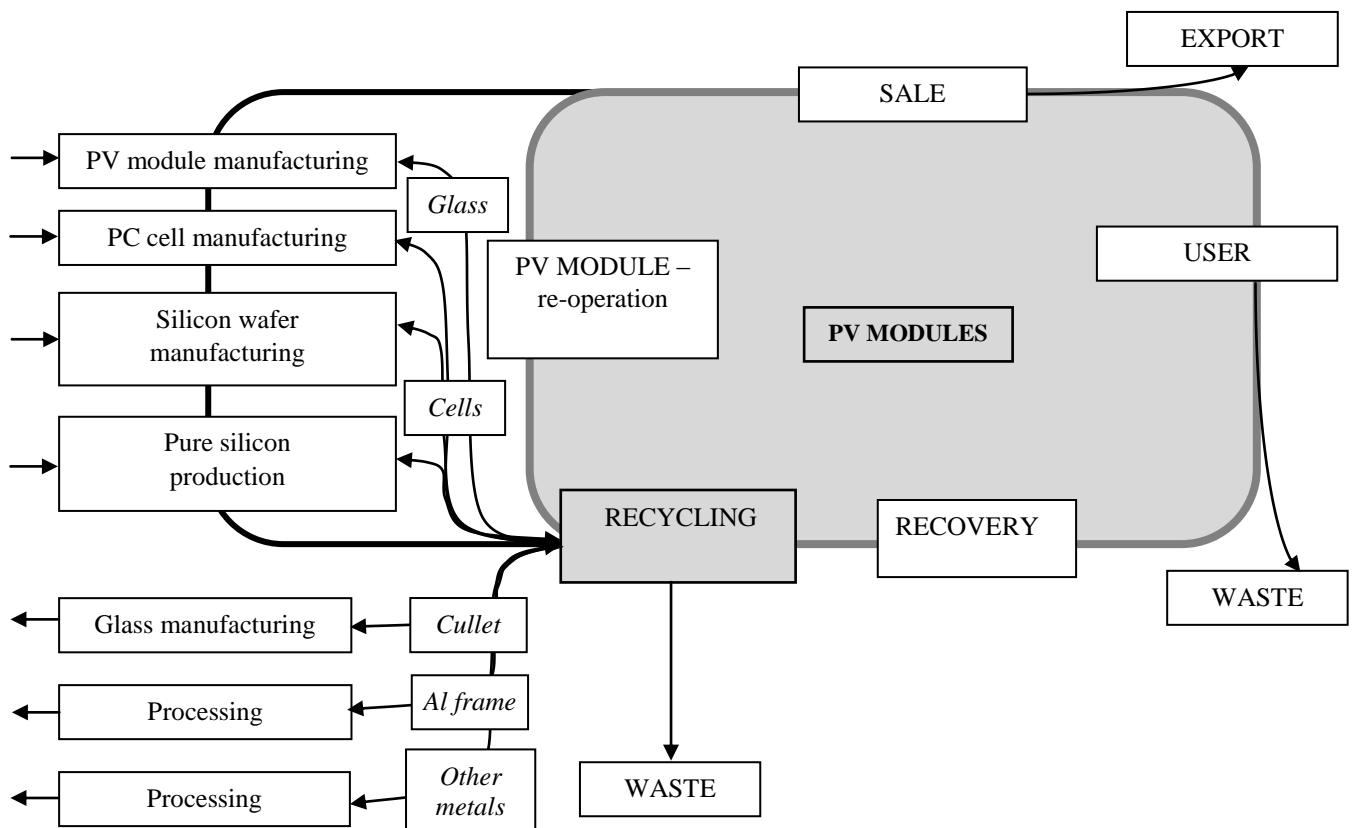 EXPORT
SALE
PV module manufacturing
Glass
PC cell manufacturing
PV MODULE –
re-operation
USER
Silicon wafer
manufacturing
PV MODULES
Cells
Pure silicon
production
RECYCLING
RECOVERY
WASTE
Glass manufacturing
Cullet
Processing
Al frame
Processing
Other
metals
WASTE